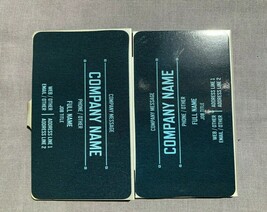 COMPANY MESSAGE
COMPANY NAME
FULL NAME
JOB TITLE
PHONE / OTHER
EMAIL / OTHER
WEB / OTHER
ADDRESS LINE 1
ADDRESS LINE 2
COMPANY MESSAGE
COMPANY NAME
FULL NAME
JOB TITLE
PHONE / OTHER
EMAIL / OTHER
WEB / OTHER
ADDRESS LINE 1
ADDRESS LINE 2